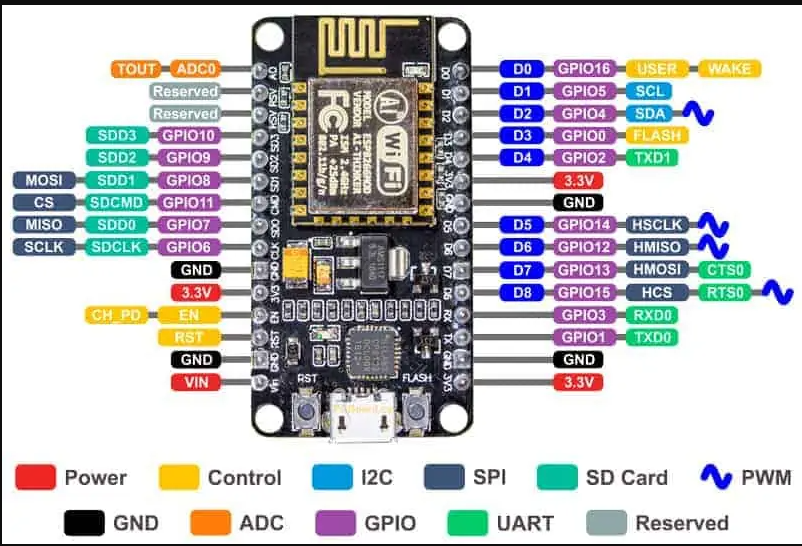 TOUT ADC0 A0 D0 D0 GPIO16 USER WAKE
Reserved RSV D1 D1 GPIO5 SCL
Reserved RSV D2 D2 GPIO4 SDA
SDD3 GPIO10 SD3 D3 D3 GPIO0 FLASH
SDD2 GPIO9 SD2 D4 D4 GPIO2 TXD1
MOSI SDD1 GPIO8 SD1 3V3 3.3V
CS SDCMD GPIO11 CMD GND GND
MISO SDD0 GPIO7 SD0 D5 D5 GPIO14 HSCLK
SCLK SDCLK GPIO6 CLK D6 D6 GPIO12 HMISO
GND GND D7 D7 GPIO13 HMOSI CTS0
3.3V 3V3 D8 D8 GPIO15 HCS RTS0
CH_PD EN EN RX GPIO3 RXD0
RST RST TX GPIO1 TXD0
GND GND GND GND
VIN Vin 3V3 3.3V
MODEL ESP8266MOD
VENDOR AI-THINKER
ISM 2.4GHz
PA +25dBm
802.11b/g/n
FC
Ai
WiFi
RST
FLASH
Power Control I2C SPI SD Card PWM
GND ADC GPIO UART Reserved